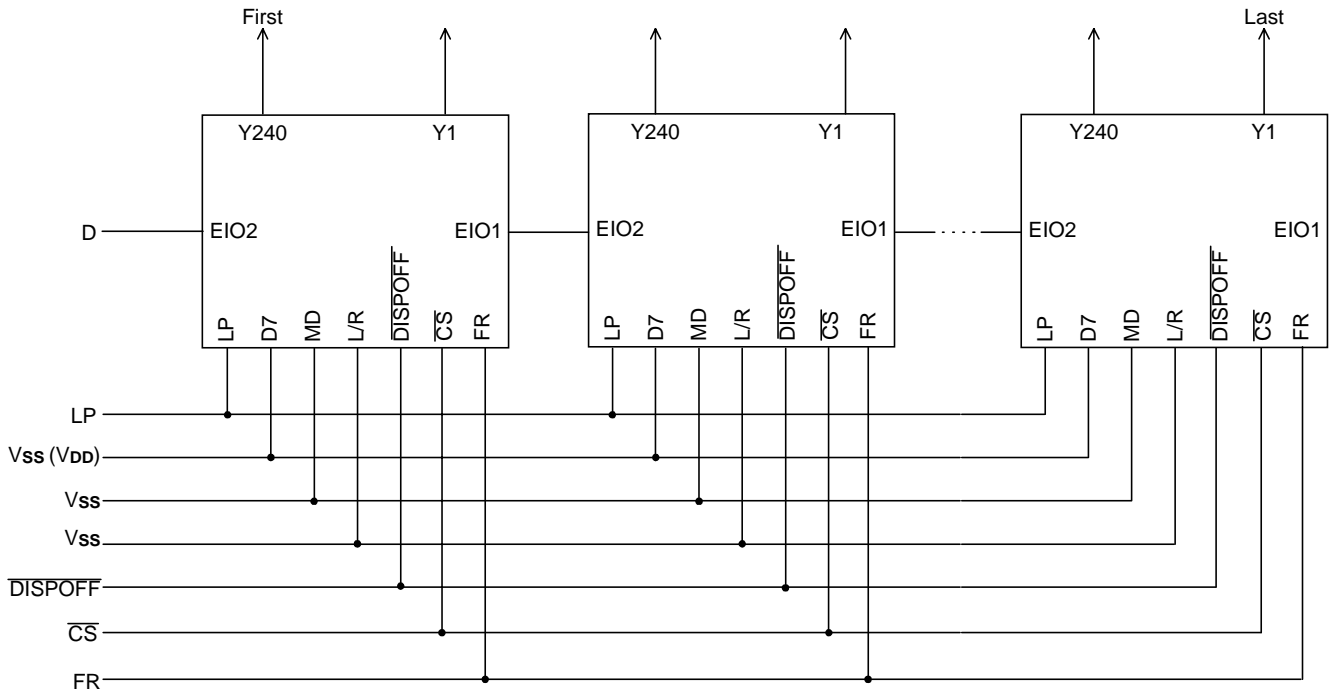 First Last
Y240 Y1 Y240 Y1 Y240 Y1
D EIO2 EIO1 EIO2 EIO1 EIO2 EIO1
LP D7 MD L/R DISPOFF CS FR LP D7 MD L/R DISPOFF CS FR LP D7 MD L/R DISPOFF CS FR
LP
VSS (VDD)
VSS
VSS
DISPOFF
CS
FR